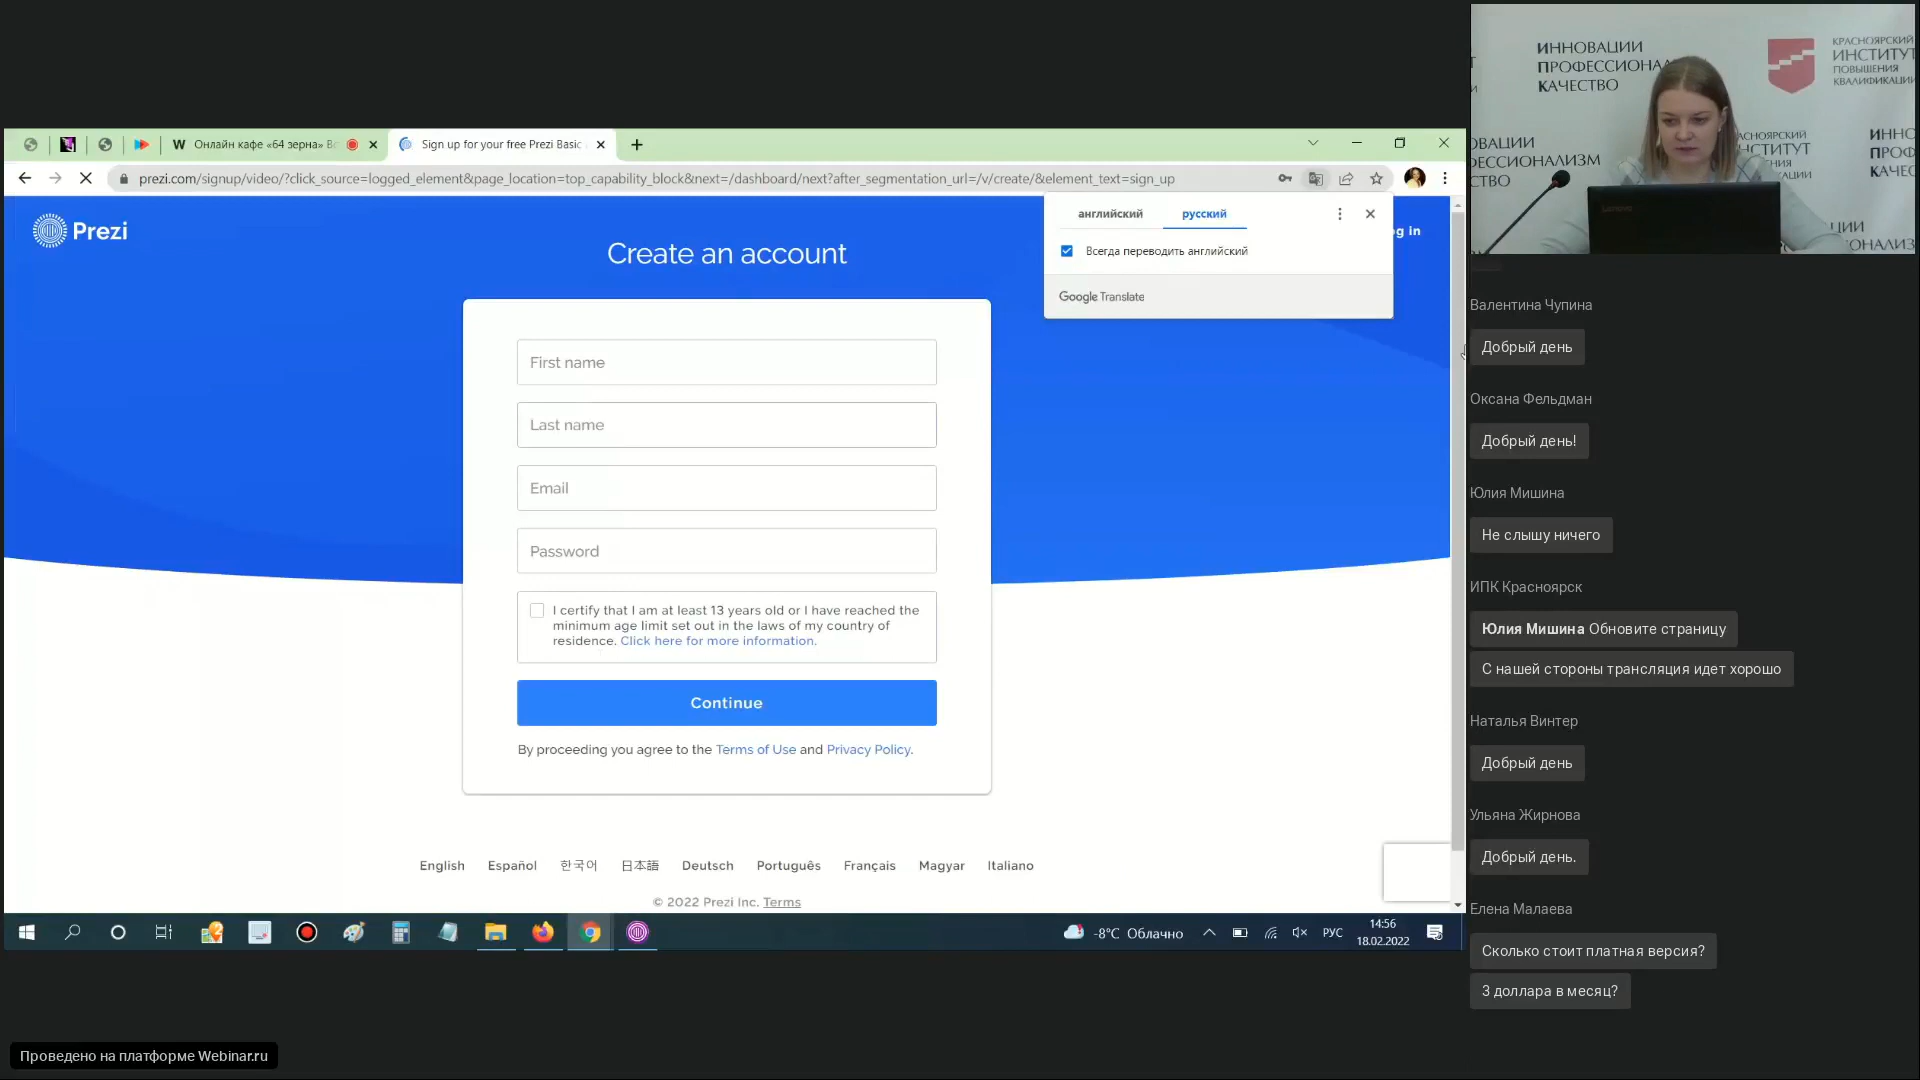 Онлайн кафе «64 зерна»
Sign up for your free Prezi Basic
prezi.com/signup/video/?click_source=logged_element&page_location=top_capability_block&next=/dashboard/next?after_segmentation_url=/v/create/&element_text=sign_up
английский русский
Всегда переводить английский
Google Translate
Prezi
in
Create an account
First name
Last name
Email
Password
I certify that I am at least 13 years old or I have reached the
minimum age limit set out in the laws of my country of
residence. Click here for more information.
Continue
By proceeding you agree to the Terms of Use and Privacy Policy.
English Español 한국어 日本語 Deutsch Português Français Magyar Italiano
© 2022 Prezi Inc. Terms
-8°C Облачно
РУС
14:56
18.02.2022
Проведено на платформе Webinar.ru
ИННОВАЦИИ
ПРОФЕССИОНА
КАЧЕСТВО
КРАСНОЯРСКИЙ
ИНСТИТУТ
ПОВЫШЕНИЯ
КВАЛИФИКАЦИИ
Валентина Чупина
Добрый день
Оксана Фельдман
Добрый день!
Юлия Мишина
Не слышу ничего
ИПК Красноярск
Юлия Мишина Обновите страницу
С нашей стороны трансляция идет хорошо
Наталья Винтер
Добрый день
Ульяна Жирнова
Добрый день.
Елена Малаева
Сколько стоит платная версия?
3 доллара в месяц?